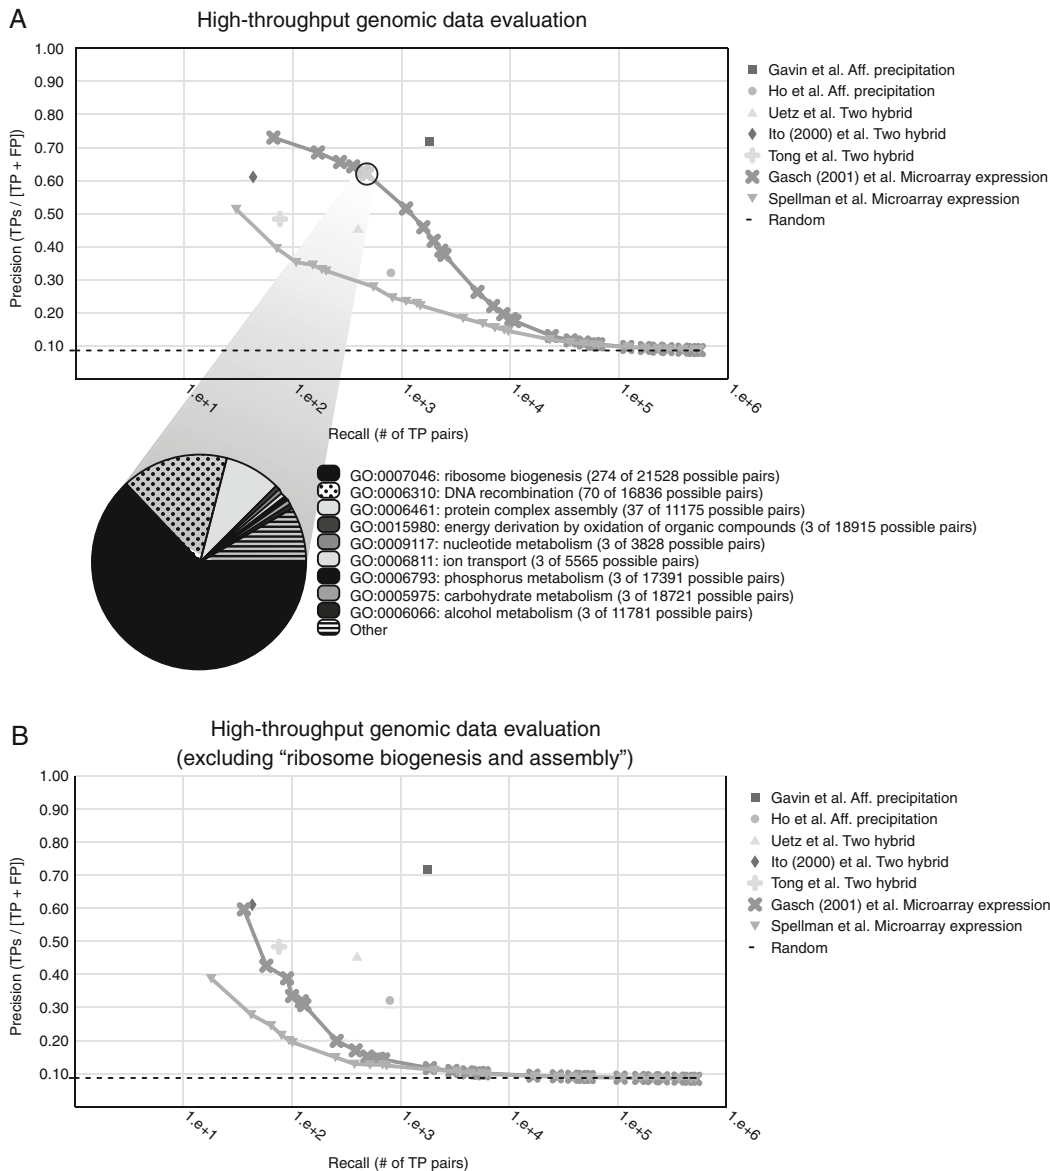 A
High-throughput genomic data evaluation
1.00
0.90
0.80
0.70
0.60
0.50
0.40
0.30
0.20
0.10
Precision (TPs / [TP + FP])
1.e+1
1.e+2
1.e+3
1.e+4
1.e+5
1.e+6
Recall (# of TP pairs)
Gavin et al. Aff. precipitation
Ho et al. Aff. precipitation
Uetz et al. Two hybrid
Ito (2000) et al. Two hybrid
Tong et al. Two hybrid
Gasch (2001) et al. Microarray expression
Spellman et al. Microarray expression
Random
GO:0007046: ribosome biogenesis (274 of 21528 possible pairs)
GO:0006310: DNA recombination (70 of 16836 possible pairs)
GO:0006461: protein complex assembly (37 of 11175 possible pairs)
GO:0015980: energy derivation by oxidation of organic compounds (3 of 18915 possible pairs)
GO:0009117: nucleotide metabolism (3 of 3828 possible pairs)
GO:0006811: ion transport (3 of 5565 possible pairs)
GO:0006793: phosphorus metabolism (3 of 17391 possible pairs)
GO:0005975: carbohydrate metabolism (3 of 18721 possible pairs)
GO:0006066: alcohol metabolism (3 of 11781 possible pairs)
Other
B
High-throughput genomic data evaluation
(excluding “ribosome biogenesis and assembly”)
1.00
0.90
0.80
0.70
0.60
0.50
0.40
0.30
0.20
0.10
Precision (TPs / [TP + FP])
1.e+1
1.e+2
1.e+3
1.e+4
1.e+5
1.e+6
Recall (# of TP pairs)
Gavin et al. Aff. precipitation
Ho et al. Aff. precipitation
Uetz et al. Two hybrid
Ito (2000) et al. Two hybrid
Tong et al. Two hybrid
Gasch (2001) et al. Microarray expression
Spellman et al. Microarray expression
Random